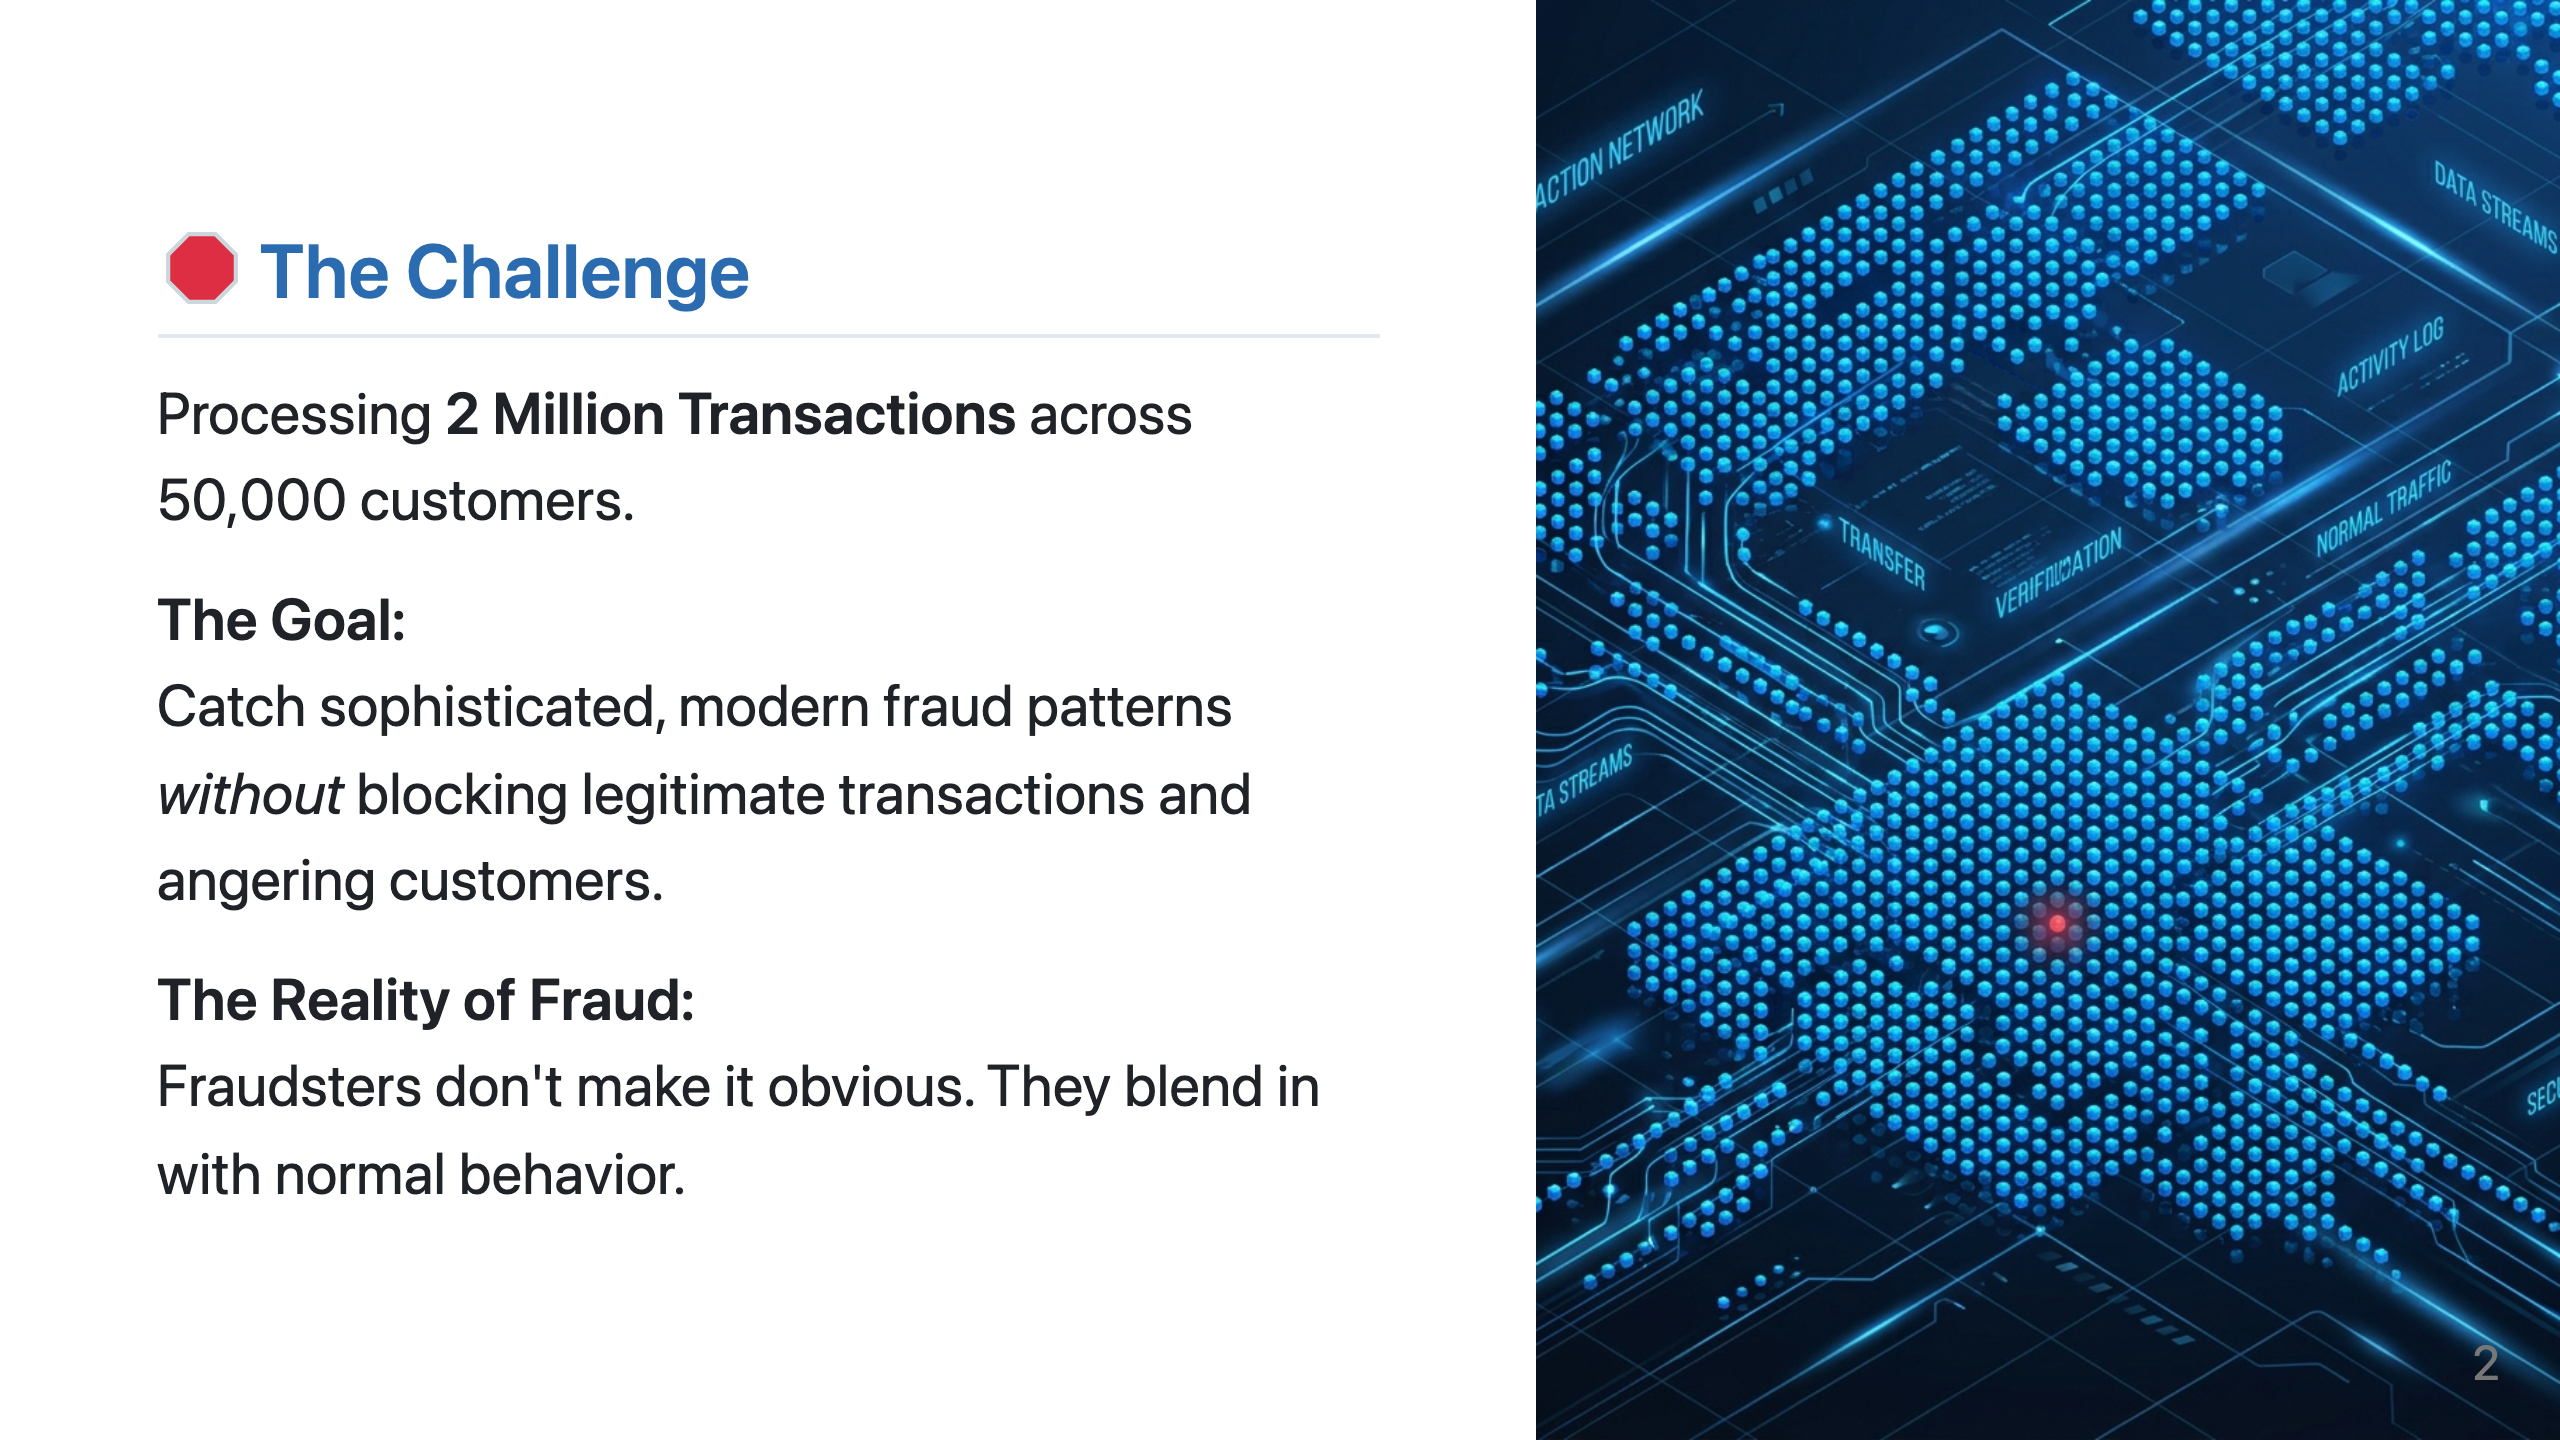 The Challenge
Processing 2 Million Transactions across
50,000 customers.
The Goal:
Catch sophisticated, modern fraud patterns
without blocking legitimate transactions and
angering customers.
The Reality of Fraud:
Fraudsters don't make it obvious. They blend in
with normal behavior.
ACTION NETWORK
DATA STREAMS
ACTIVITY LOG
NORMAL TRAFFIC
TRANSFER
TA STREAMS
SECU
2